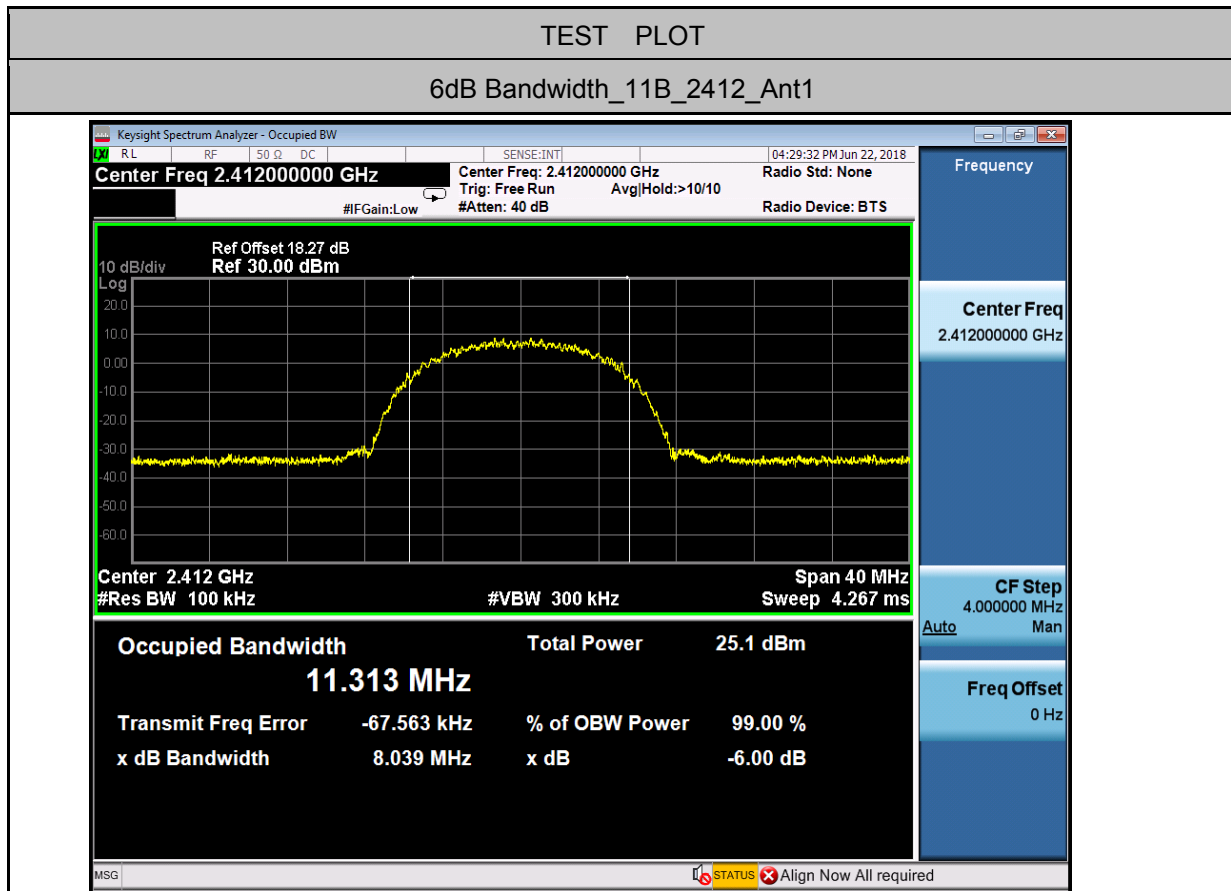 TEST PLOT
6dB Bandwidth_11B_2412_Ant1
Keysight Spectrum Analyzer - Occupied BW
LXI RL RF 50 Ω DC SENSE:INT 04:29:32 PM Jun 22, 2018
Center Freq 2.412000000 GHz
Center Freq: 2.412000000 GHz
Radio Std: None
Trig: Free Run Avg|Hold:>10/10
#IFGain:Low
#Atten: 40 dB
Radio Device: BTS
Frequency
Ref Offset 18.27 dB
10 dB/div Ref 30.00 dBm
Log
20.0
10.0
0.00
-10.0
-20.0
-30.0
-40.0
-50.0
-60.0
Center 2.412 GHz Span 40 MHz
#Res BW 100 kHz #VBW 300 kHz Sweep 4.267 ms
Occupied Bandwidth Total Power 25.1 dBm
11.313 MHz
Transmit Freq Error -67.563 kHz % of OBW Power 99.00 %
x dB Bandwidth 8.039 MHz x dB -6.00 dB
Center Freq
2.412000000 GHz
CF Step
4.000000 MHz
Auto Man
Freq Offset
0 Hz
MSG STATUS Align Now All required